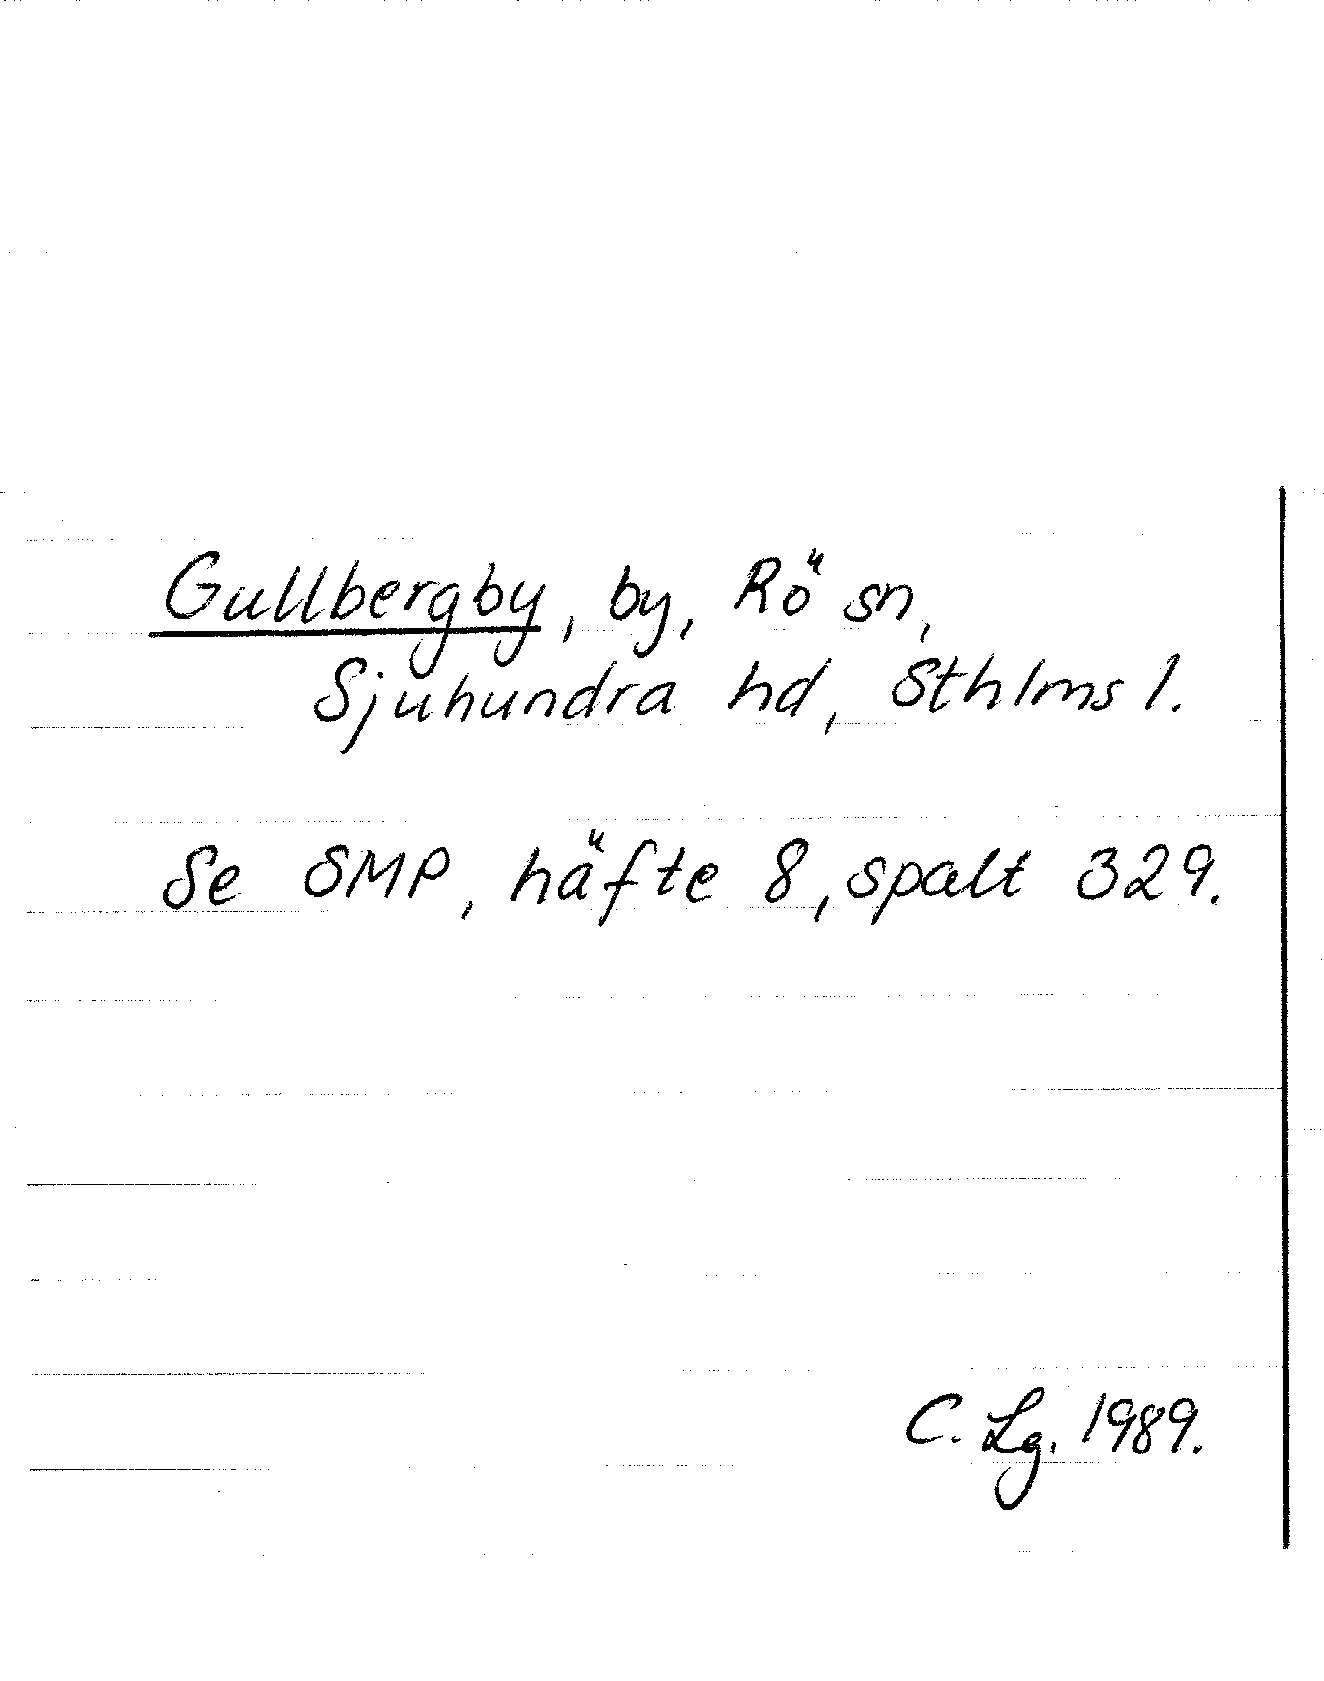 Gullbergby, by, Rö sn,
Sjuhundra hd, Sthlms l.
Se SMP, häfte 8, spalt 329.
C. Lg. 1989.